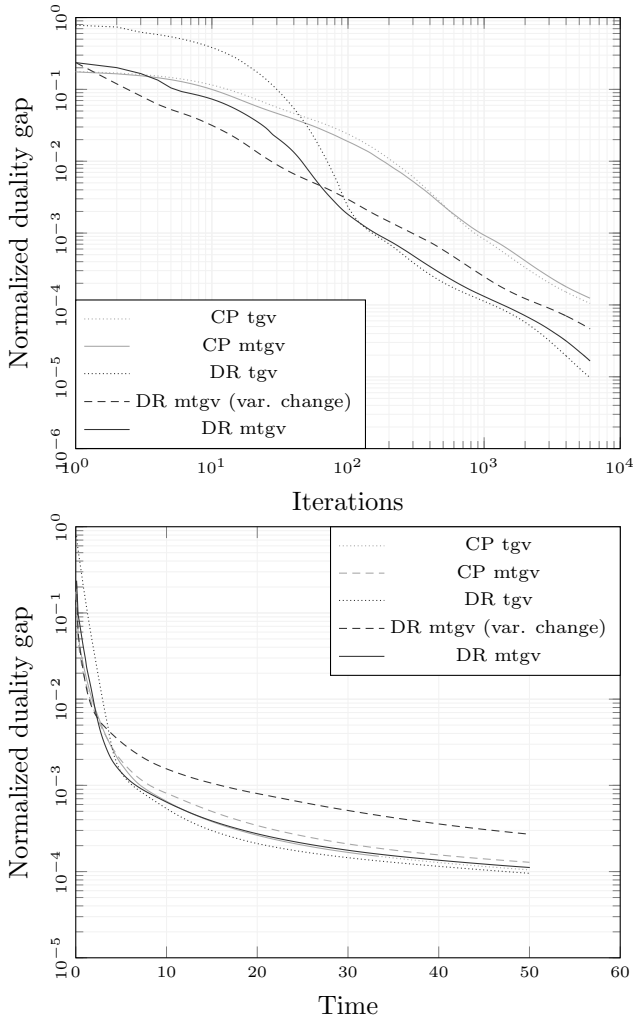 Normalized duality gap
10^0
10^-1
10^-2
10^-3
10^-4
10^-5
10^-6
CP tgv
CP mtgv
DR tgv
DR mtgv (var. change)
DR mtgv
10^0 10^1 10^2 10^3 10^4
Iterations
Normalized duality gap
10^0
10^-1
10^-2
10^-3
10^-4
10^-5
CP tgv
CP mtgv
DR tgv
DR mtgv (var. change)
DR mtgv
0 10 20 30 40 50 60
Time